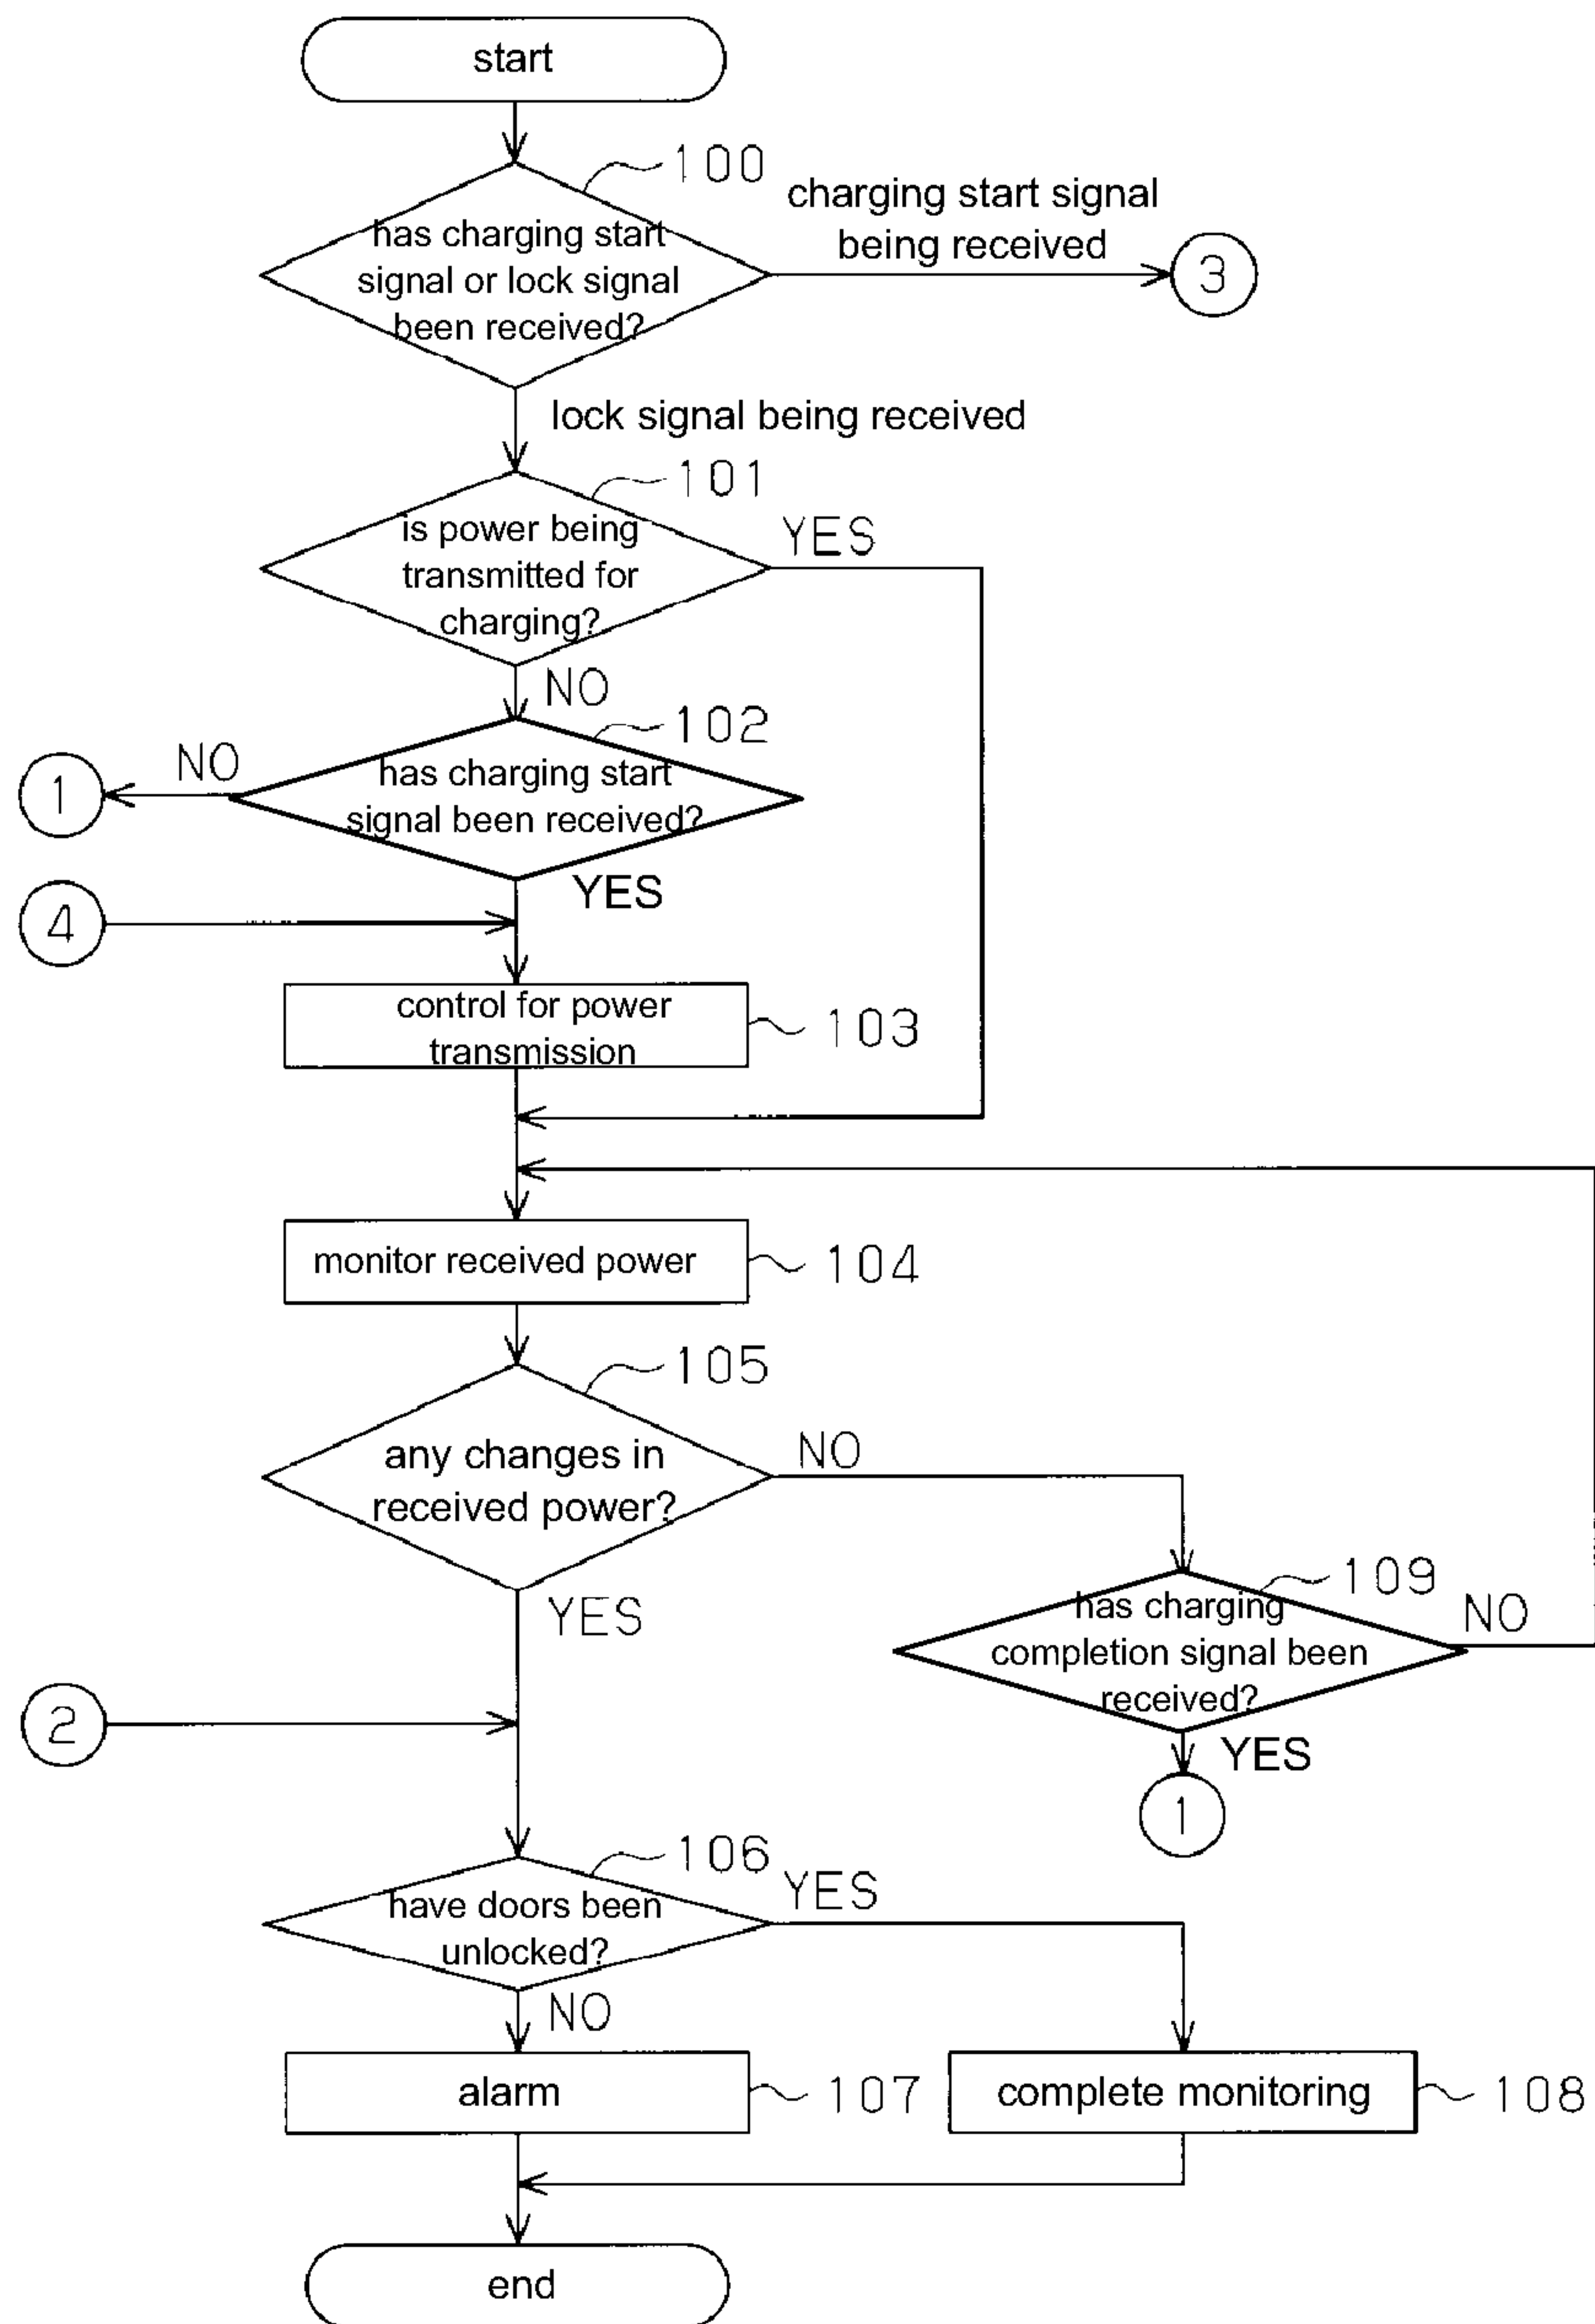 start
100
charging start signal
being received
has charging start
signal or lock signal
been received?
3
lock signal being received
101
is power being
transmitted for
charging?
YES
NO
102
has charging start
signal been received?
NO
1
YES
4
control for power
transmission
103
monitor received power
104
105
any changes in
received power?
NO
YES
109
has charging
completion signal been
received?
NO
YES
1
2
106
have doors been
unlocked?
YES
NO
alarm
107
complete monitoring
108
end